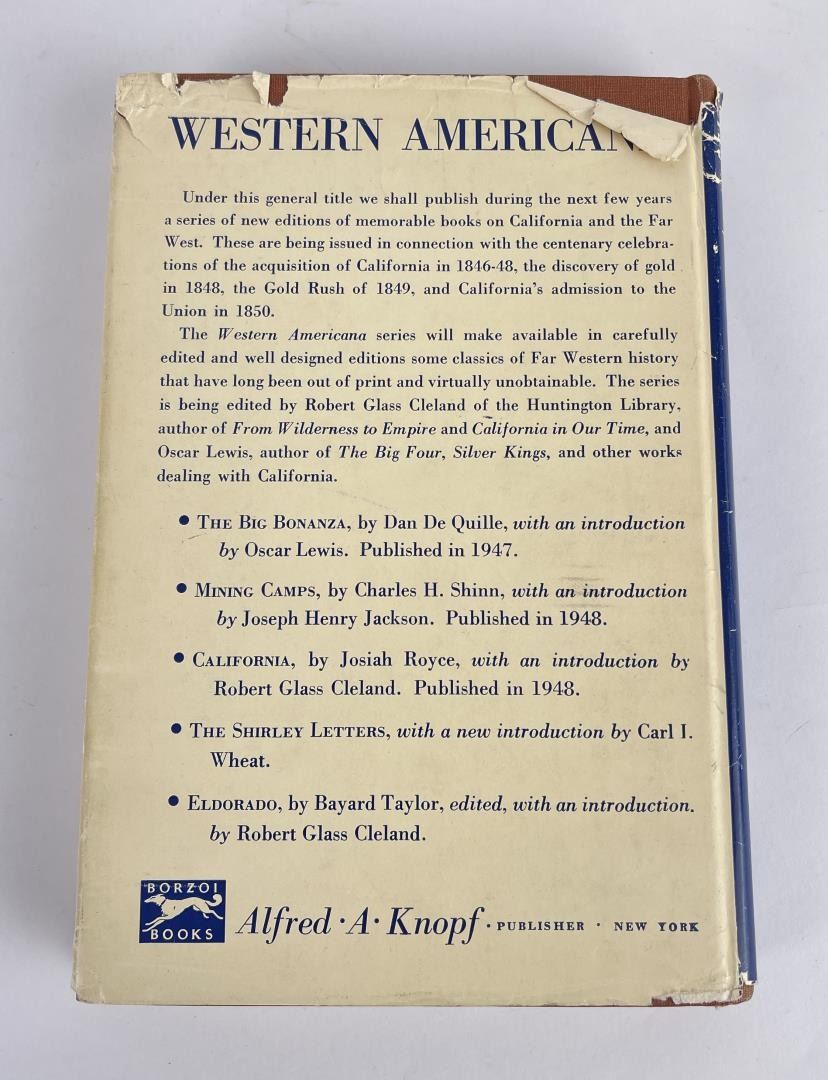 WESTERN AMERICAN
Under this general title we shall publish during the next few years
a series of new editions of memorable books on California and the Far
West. These are being issued in connection with the centenary celebra-
tions of the acquisition of California in 1846-48, the discovery of gold
in 1848, the Gold Rush of 1849, and California's admission to the
Union in 1850.
The Western Americana series will make available in carefully
edited and well designed editions some classics of Far Western history
that have long been out of print and virtually unobtainable. The series
is being edited by Robert Glass Cleland of the Huntington Library,
author of From Wilderness to Empire and California in Our Time, and
Oscar Lewis, author of The Big Four, Silver Kings, and other works
dealing with California.
• THE BIG BONANZA, by Dan De Quille, with an introduction
by Oscar Lewis. Published in 1947.
• MINING CAMPS, by Charles H. Shinn, with an introduction
by Joseph Henry Jackson. Published in 1948.
• CALIFORNIA, by Josiah Royce, with an introduction by
Robert Glass Cleland. Published in 1948.
• THE SHIRLEY LETTERS, with a new introduction by Carl I.
Wheat.
• ELDORADO, by Bayard Taylor, edited, with an introduction.
by Robert Glass Cleland.
BORZOI
BOOKS
Alfred · A · Knopf · PUBLISHER · NEW YORK